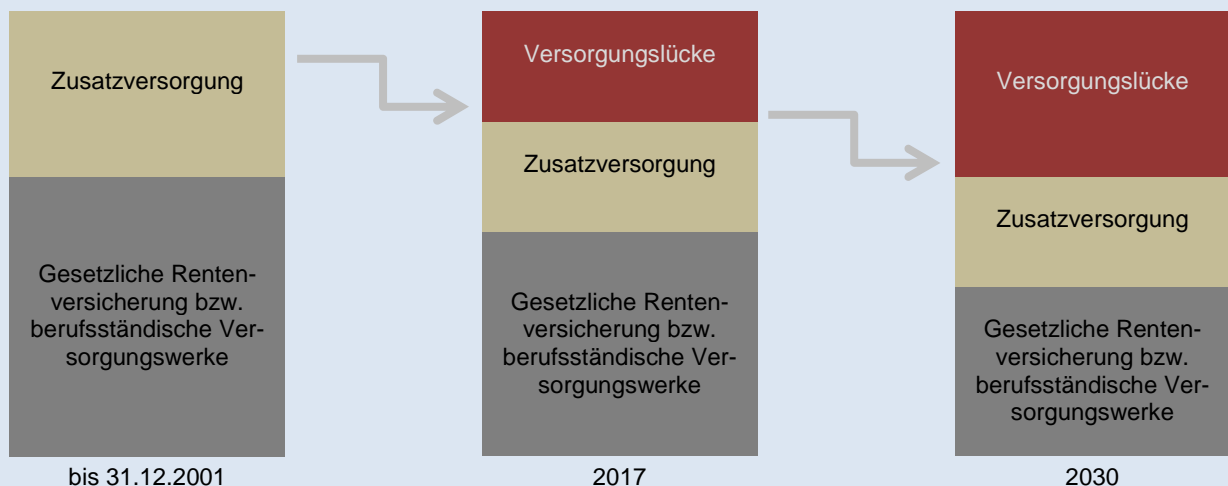 Zusatzversorgung
Gesetzliche Renten-
versicherung bzw.
berufsständische Ver-
sorgungswerke
bis 31.12.2001
Versorgungslücke
Zusatzversorgung
Gesetzliche Renten-
versicherung bzw.
berufsständische Ver-
sorgungswerke
2017
Versorgungslücke
Zusatzversorgung
Gesetzliche Renten-
versicherung bzw.
berufsständische Ver-
sorgungswerke
2030